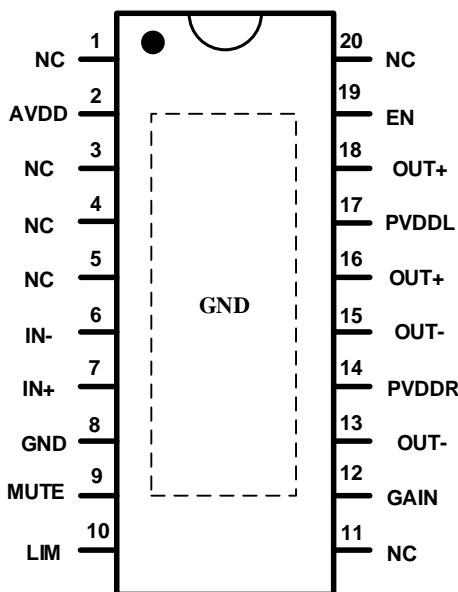 1 20
NC NC
2 19
AVDD EN
3 18
NC OUT+
4 17
NC PVDDL
5 16
NC OUT+
GND
6 15
IN- OUT-
7 14
IN+ PVDDR
8 13
GND OUT-
9 12
MUTE GAIN
10 11
LIM NC